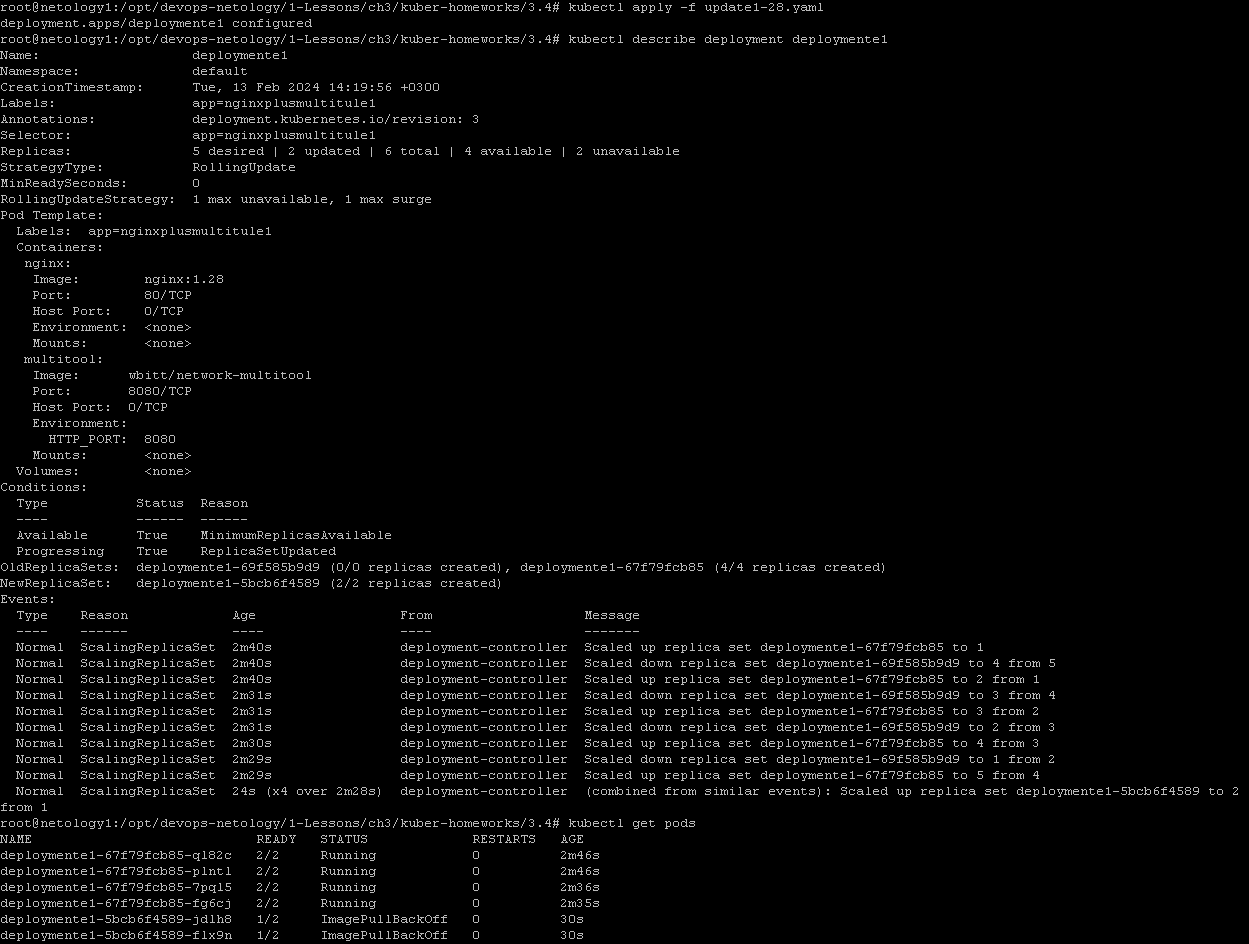 root@netology1:/opt/devops-netology/1-Lessons/ch3/kuber-homeworks/3.4# kubectl apply -f update1-28.yaml
deployment.apps/deploymente1 configured
root@netology1:/opt/devops-netology/1-Lessons/ch3/kuber-homeworks/3.4# kubectl describe deployment deploymente1
Name:                   deploymente1
Namespace:              default
CreationTimestamp:      Tue, 13 Feb 2024 14:19:56 +0300
Labels:                 app=nginxplusmultitule1
Annotations:            deployment.kubernetes.io/revision: 3
Selector:               app=nginxplusmultitule1
Replicas:               5 desired | 2 updated | 6 total | 4 available | 2 unavailable
StrategyType:           RollingUpdate
MinReadySeconds:        0
RollingUpdateStrategy:  1 max unavailable, 1 max surge
Pod Template:
  Labels:  app=nginxplusmultitule1
  Containers:
   nginx:
    Image:        nginx:1.28
    Port:         80/TCP
    Host Port:    0/TCP
    Environment:  <none>
    Mounts:       <none>
   multitool:
    Image:      wbitt/network-multitool
    Port:       8080/TCP
    Host Port:  0/TCP
    Environment:
      HTTP_PORT:  8080
    Mounts:       <none>
  Volumes:        <none>
Conditions:
  Type           Status  Reason
  ----           ------  ------
  Available      True    MinimumReplicasAvailable
  Progressing    True    ReplicaSetUpdated
OldReplicaSets:  deploymente1-69f585b9d9 (0/0 replicas created), deploymente1-67f79fcb85 (4/4 replicas created)
NewReplicaSet:   deploymente1-5bcb6f4589 (2/2 replicas created)
Events:
  Type    Reason             Age                  From                   Message
  ----    ------             ----                 ----                   -------
  Normal  ScalingReplicaSet  2m40s                deployment-controller  Scaled up replica set deploymente1-67f79fcb85 to 1
  Normal  ScalingReplicaSet  2m40s                deployment-controller  Scaled down replica set deploymente1-69f585b9d9 to 4 from 5
  Normal  ScalingReplicaSet  2m40s                deployment-controller  Scaled up replica set deploymente1-67f79fcb85 to 2 from 1
  Normal  ScalingReplicaSet  2m31s                deployment-controller  Scaled down replica set deploymente1-69f585b9d9 to 3 from 4
  Normal  ScalingReplicaSet  2m31s                deployment-controller  Scaled up replica set deploymente1-67f79fcb85 to 3 from 2
  Normal  ScalingReplicaSet  2m31s                deployment-controller  Scaled down replica set deploymente1-69f585b9d9 to 2 from 3
  Normal  ScalingReplicaSet  2m30s                deployment-controller  Scaled up replica set deploymente1-67f79fcb85 to 4 from 3
  Normal  ScalingReplicaSet  2m29s                deployment-controller  Scaled down replica set deploymente1-69f585b9d9 to 1 from 2
  Normal  ScalingReplicaSet  2m29s                deployment-controller  Scaled up replica set deploymente1-67f79fcb85 to 5 from 4
  Normal  ScalingReplicaSet  24s (x4 over 2m28s)  deployment-controller  (combined from similar events): Scaled up replica set deploymente1-5bcb6f4589 to 2
from 1
root@netology1:/opt/devops-netology/1-Lessons/ch3/kuber-homeworks/3.4# kubectl get pods
NAME                            READY   STATUS             RESTARTS   AGE
deploymente1-67f79fcb85-ql82c   2/2     Running            0          2m46s
deploymente1-67f79fcb85-plntl   2/2     Running            0          2m46s
deploymente1-67f79fcb85-7pql5   2/2     Running            0          2m36s
deploymente1-67f79fcb85-fg6cj   2/2     Running            0          2m35s
deploymente1-5bcb6f4589-jdlh8   1/2     ImagePullBackOff   0          30s
deploymente1-5bcb6f4589-flx9n   1/2     ImagePullBackOff   0          30s